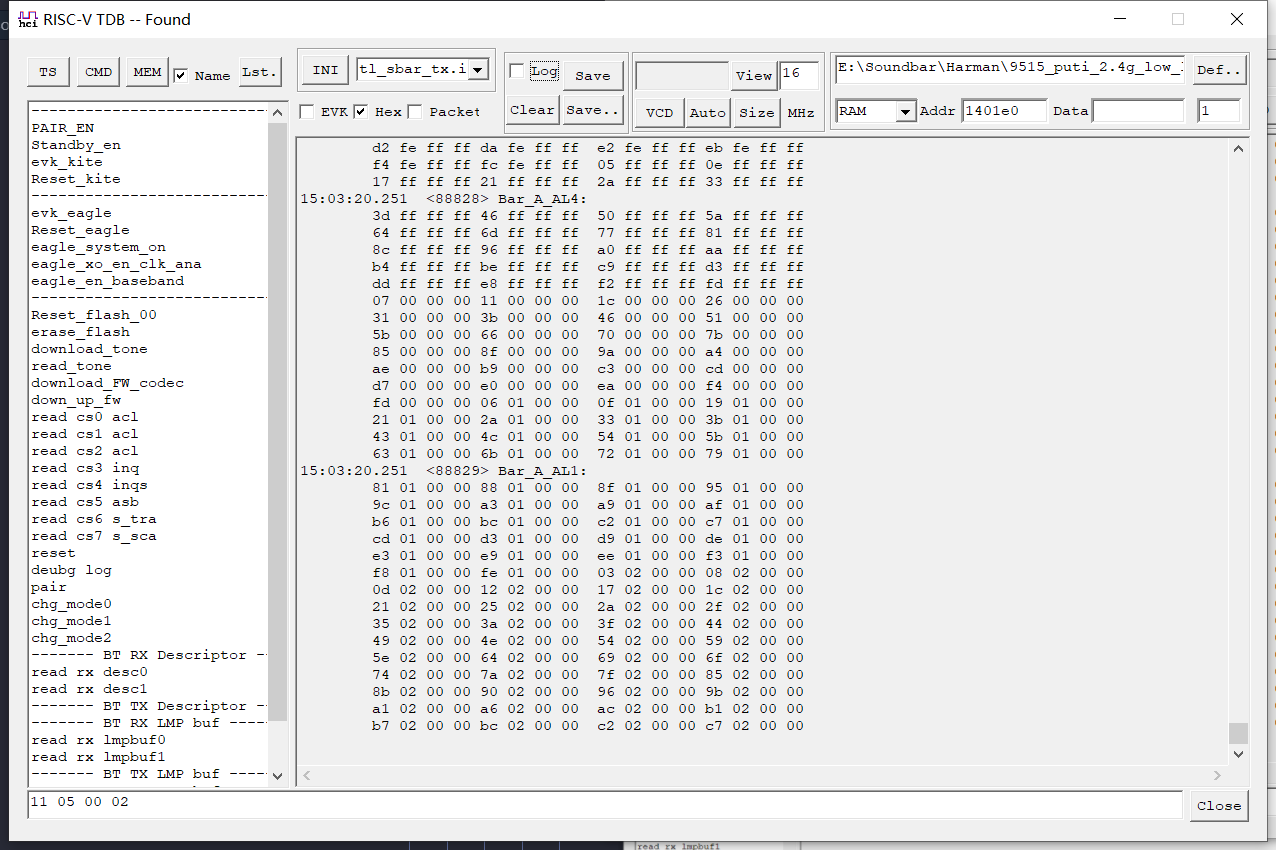 hci RISC-V TDB -- Found
TS CMD MEM Name Lst.
INI tl_sbar_tx.i
EVK Hex Packet
Log Save
Clear Save..
View 16
VCD Auto Size MHz
E:\Soundbar\Harman\9515_puti_2.4g_low_ Def..
RAM Addr 1401e0 Data 1
PAIR_EN
Standby_en
evk_kite
Reset_kite
evk_eagle
Reset_eagle
eagle_system_on
eagle_xo_en_clk_ana
eagle_en_baseband
Reset_flash_00
erase_flash
download_tone
read_tone
download_FW_codec
down_up_fw
read cs0 acl
read cs1 acl
read cs2 acl
read cs3 inq
read cs4 inqs
read cs5 asb
read cs6 s_tra
read cs7 s_sca
reset
deubg log
pair
chg_mode0
chg_mode1
chg_mode2
------- BT RX Descriptor --
read rx desc0
read rx desc1
------- BT TX Descriptor --
------- BT RX LMP buf -----
read rx lmpbuf0
read rx lmpbuf1
------- BT TX LMP buf -----
d2 fe ff ff da fe ff ff e2 fe ff ff eb fe ff ff
f4 fe ff ff fc fe ff ff 05 ff ff ff 0e ff ff ff
17 ff ff ff 21 ff ff ff 2a ff ff ff 33 ff ff ff
15:03:20.251 <88828> Bar_A_AL4:
3d ff ff ff 46 ff ff ff 50 ff ff ff 5a ff ff ff
64 ff ff ff 6d ff ff ff 77 ff ff ff 81 ff ff ff
8c ff ff ff 96 ff ff ff a0 ff ff ff aa ff ff ff
b4 ff ff ff be ff ff ff c9 ff ff ff d3 ff ff ff
dd ff ff ff e8 ff ff ff f2 ff ff ff fd ff ff ff
07 00 00 00 11 00 00 00 1c 00 00 00 26 00 00 00
31 00 00 00 3b 00 00 00 46 00 00 00 51 00 00 00
5b 00 00 00 66 00 00 00 70 00 00 00 7b 00 00 00
85 00 00 00 8f 00 00 00 9a 00 00 00 a4 00 00 00
ae 00 00 00 b9 00 00 00 c3 00 00 00 cd 00 00 00
d7 00 00 00 e0 00 00 00 ea 00 00 00 f4 00 00 00
fd 00 00 00 06 01 00 00 0f 01 00 00 19 01 00 00
21 01 00 00 2a 01 00 00 33 01 00 00 3b 01 00 00
43 01 00 00 4c 01 00 00 54 01 00 00 5b 01 00 00
63 01 00 00 6b 01 00 00 72 01 00 00 79 01 00 00
15:03:20.251 <88829> Bar_A_AL1:
81 01 00 00 88 01 00 00 8f 01 00 00 95 01 00 00
9c 01 00 00 a3 01 00 00 a9 01 00 00 af 01 00 00
b6 01 00 00 bc 01 00 00 c2 01 00 00 c7 01 00 00
cd 01 00 00 d3 01 00 00 d9 01 00 00 de 01 00 00
e3 01 00 00 e9 01 00 00 ee 01 00 00 f3 01 00 00
f8 01 00 00 fe 01 00 00 03 02 00 00 08 02 00 00
0d 02 00 00 12 02 00 00 17 02 00 00 1c 02 00 00
21 02 00 00 25 02 00 00 2a 02 00 00 2f 02 00 00
35 02 00 00 3a 02 00 00 3f 02 00 00 44 02 00 00
49 02 00 00 4e 02 00 00 54 02 00 00 59 02 00 00
5e 02 00 00 64 02 00 00 69 02 00 00 6f 02 00 00
74 02 00 00 7a 02 00 00 7f 02 00 00 85 02 00 00
8b 02 00 00 90 02 00 00 96 02 00 00 9b 02 00 00
a1 02 00 00 a6 02 00 00 ac 02 00 00 b1 02 00 00
b7 02 00 00 bc 02 00 00 c2 02 00 00 c7 02 00 00
11 05 00 02
Close
read rx lmpbuf1